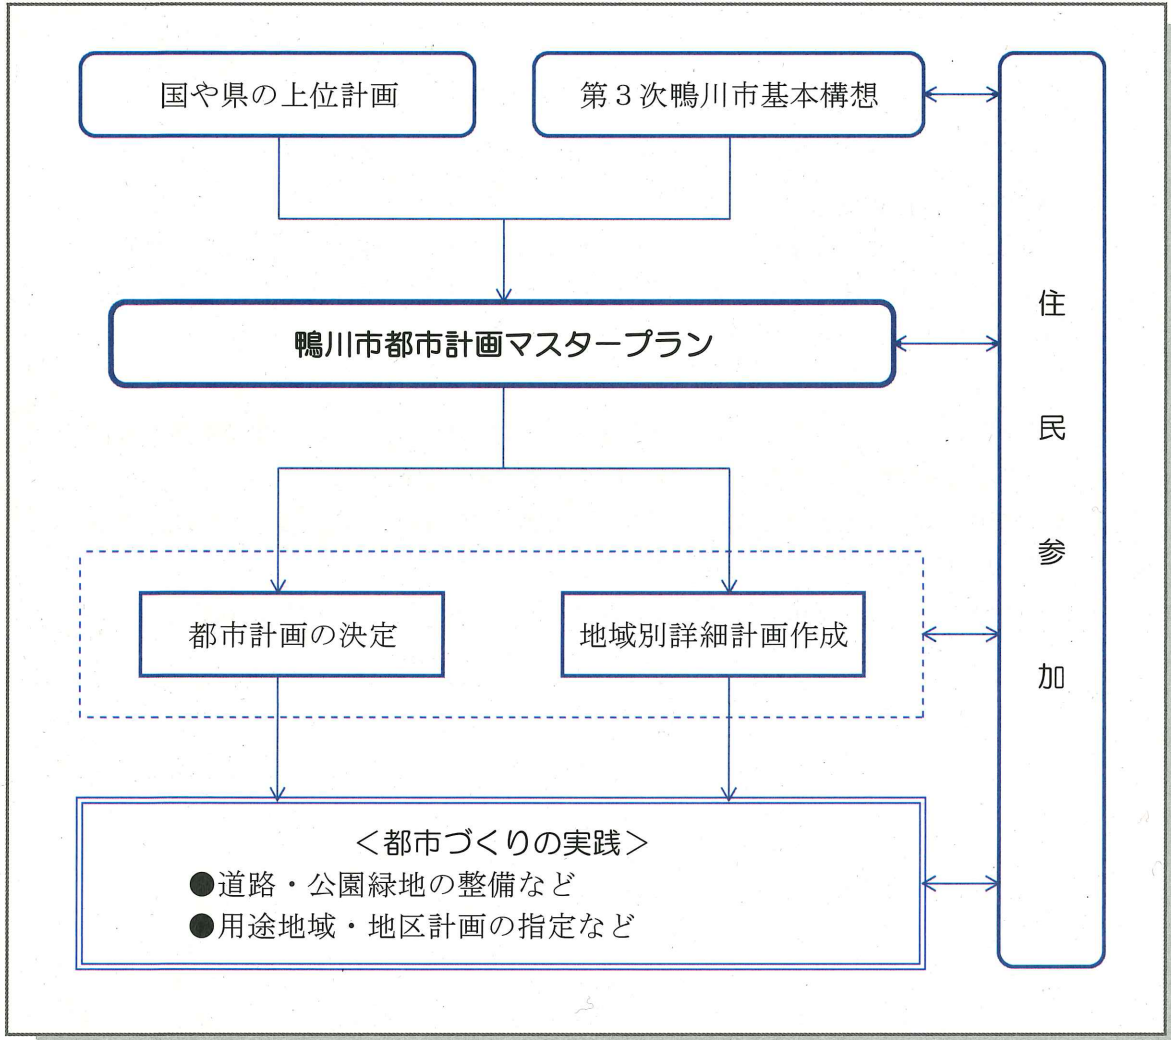 国や県の上位計画
第３次鴨川市基本構想
鴨川市都市計画マスタープラン
都市計画の決定
地域別詳細計画作成
＜都市づくりの実践＞
●道路・公園緑地の整備など
●用途地域・地区計画の指定など
住民参加